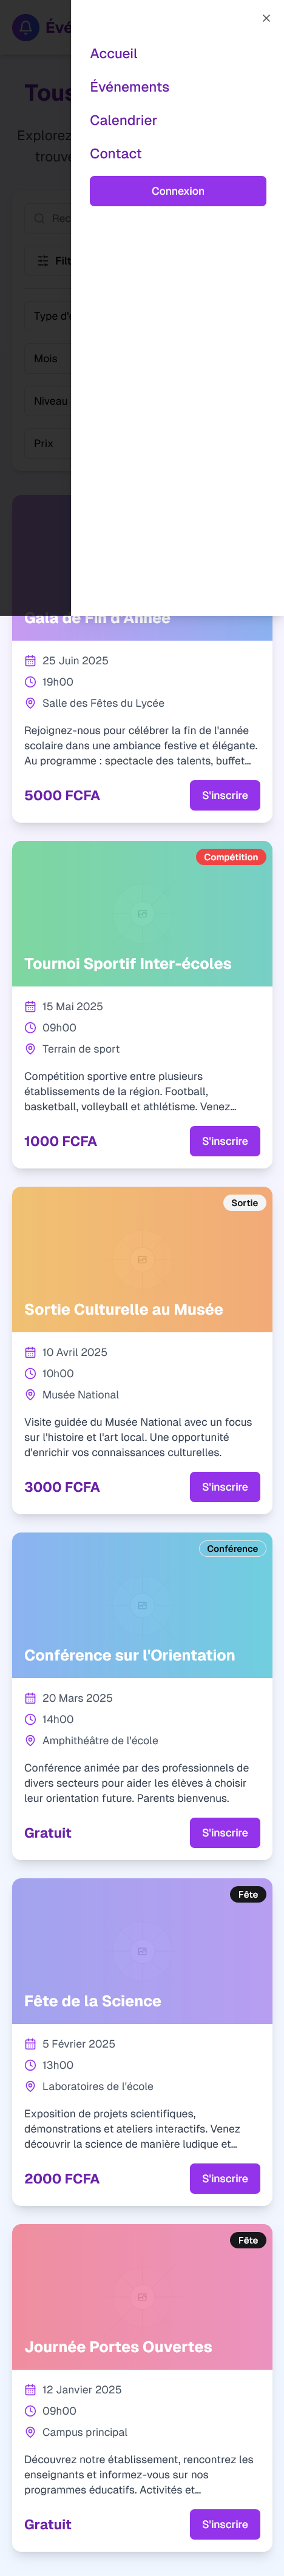 Accueil
Événements
Calendrier
Contact
Connexion
Évé
Tous
Explorez
trouve
Rec
Filt
Type d'é
Mois
Niveau
Prix
Gala de Fin d'Année
25 Juin 2025
19h00
Salle des Fêtes du Lycée
Rejoignez-nous pour célébrer la fin de l'année
scolaire dans une ambiance festive et élégante.
Au programme : spectacle des talents, buffet...
5000 FCFA
S'inscrire
Compétition
Tournoi Sportif Inter-écoles
15 Mai 2025
09h00
Terrain de sport
Compétition sportive entre plusieurs
établissements de la région. Football,
basketball, volleyball et athlétisme. Venez...
1000 FCFA
S'inscrire
Sortie
Sortie Culturelle au Musée
10 Avril 2025
10h00
Musée National
Visite guidée du Musée National avec un focus
sur l'histoire et l'art local. Une opportunité
d'enrichir vos connaissances culturelles.
3000 FCFA
S'inscrire
Conférence
Conférence sur l'Orientation
20 Mars 2025
14h00
Amphithéâtre de l'école
Conférence animée par des professionnels de
divers secteurs pour aider les élèves à choisir
leur orientation future. Parents bienvenus.
Gratuit
S'inscrire
Fête
Fête de la Science
5 Février 2025
13h00
Laboratoires de l'école
Exposition de projets scientifiques,
démonstrations et ateliers interactifs. Venez
découvrir la science de manière ludique et...
2000 FCFA
S'inscrire
Fête
Journée Portes Ouvertes
12 Janvier 2025
09h00
Campus principal
Découvrez notre établissement, rencontrez les
enseignants et informez-vous sur nos
programmes éducatifs. Activités et...
Gratuit
S'inscrire